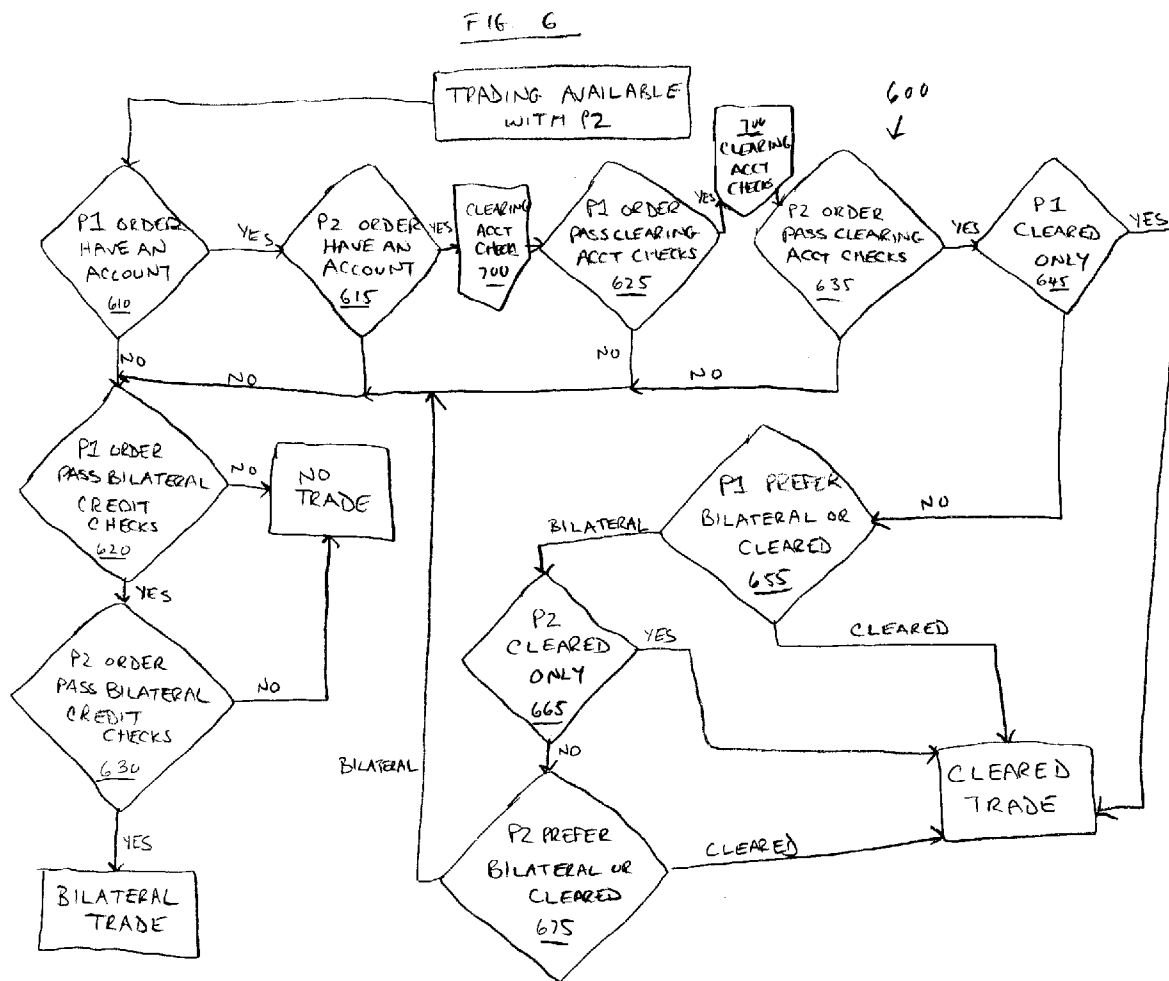 FIG 6
TRADING AVAILABLE
WITH P2
600
P1 ORDER
HAVE AN
ACCOUNT
610
YES
NO
P2 ORDER
HAVE AN
ACCOUNT
615
YES
NO
CLEARING
ACCT
CHECK
700
P1 ORDER
PASS CLEARING
ACCT CHECKS
625
YES
NO
700
CLEARING
ACCT
CHECKS
P2 ORDER
PASS CLEARING
ACCT CHECKS
635
YES
NO
P1
CLEARED
ONLY
645
YES
NO
P1 ORDER
PASS BILATERAL
CREDIT
CHECKS
620
NO
YES
NO
TRADE
P2 ORDER
PASS BILATERAL
CREDIT
CHECKS
630
NO
YES
BILATERAL
TRADE
P1 PREFER
BILATERAL OR
CLEARED
655
BILATERAL
CLEARED
P2
CLEARED
ONLY
665
YES
NO
P2 PREFER
BILATERAL OR
CLEARED
675
BILATERAL
CLEARED
CLEARED
TRADE